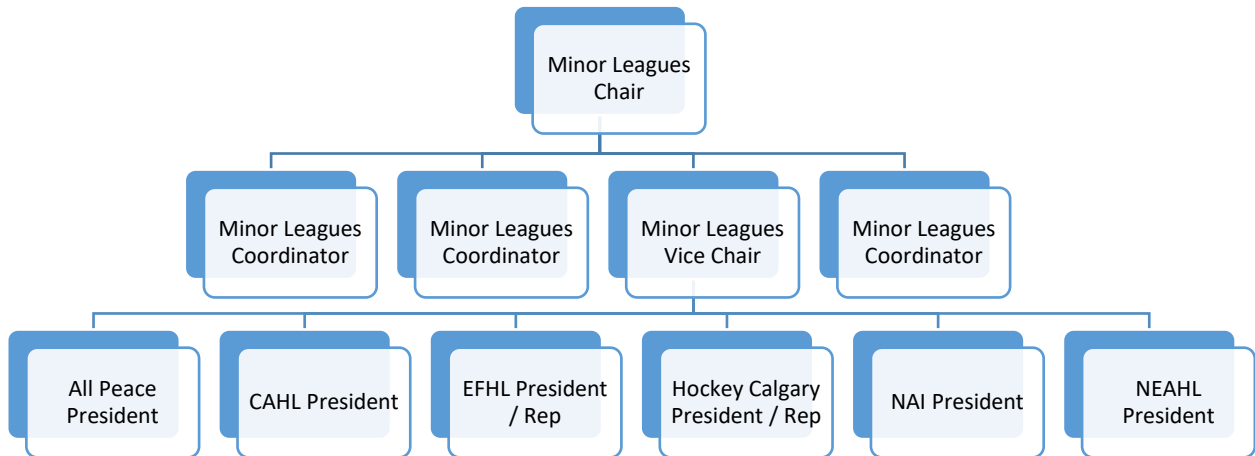 Minor Leagues
Chair
Minor Leagues
Coordinator
Minor Leagues
Coordinator
Minor Leagues
Vice Chair
Minor Leagues
Coordinator
All Peace
President
CAHL President
EFHL President
/ Rep
Hockey Calgary
President / Rep
NAI President
NEAHL
President